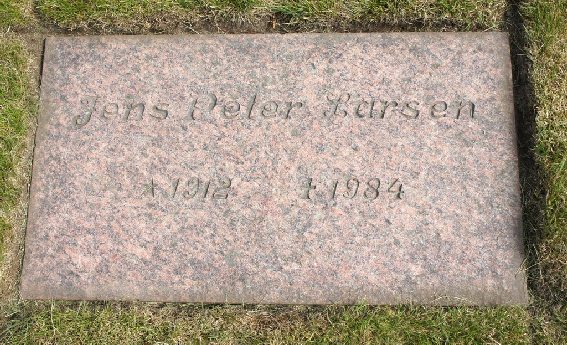 Jens Peter Larsen
* 1912 † 1984